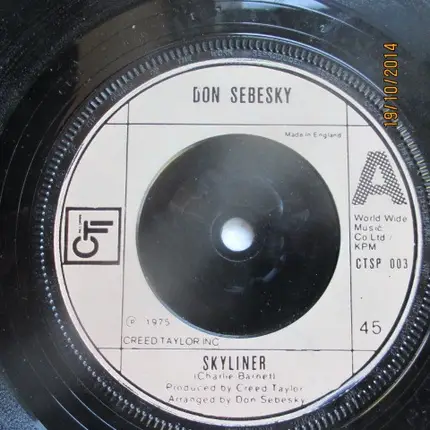 DON SEBESKY
Made in England
A
World Wide
Music
Co Ltd /
KPM
CTSP 003
CTI
℗ 1975
CREED TAYLOR INC
45
SKYLINER
(Charlie Barnet)
Produced by Creed Taylor
Arranged by Don Sebesky
19/10/2014